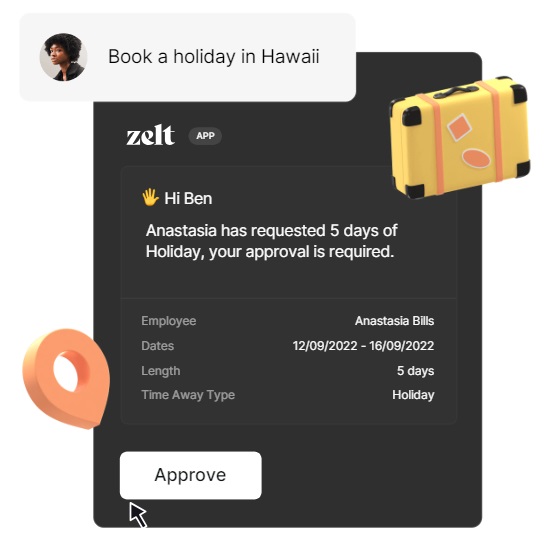 Book a holiday in Hawaii
zelt APP
👋 Hi Ben
Anastasia has requested 5 days of
Holiday, your approval is required.
Employee Anastasia Bills
Dates 12/09/2022 - 16/09/2022
Length 5 days
Time Away Type Holiday
Approve